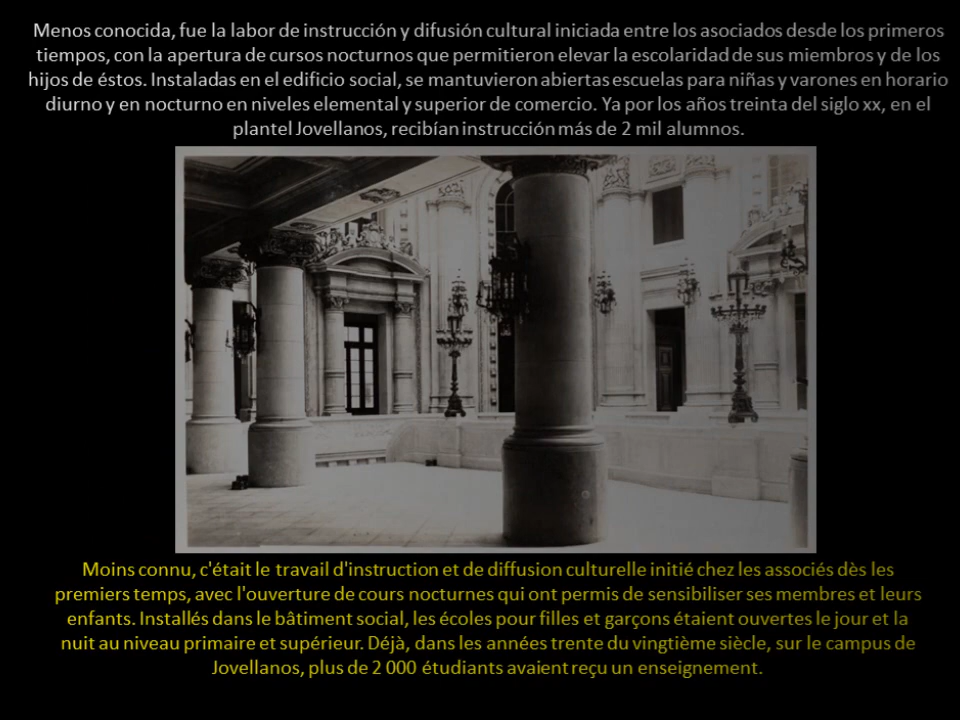 Menos conocida, fue la labor de instrucción y difusión cultural iniciada entre los asociados desde los primeros
tiempos, con la apertura de cursos nocturnos que permitieron elevar la escolaridad de sus miembros y de los
hijos de éstos. Instaladas en el edificio social, se mantuvieron abiertas escuelas para niñas y varones en horario
diurno y en nocturno en niveles elemental y superior de comercio. Ya por los años treinta del siglo xx, en el
plantel Jovellanos, recibían instrucción más de 2 mil alumnos.
Moins connu, c'était le travail d'instruction et de diffusion culturelle initié chez les associés dès les
premiers temps, avec l'ouverture de cours nocturnes qui ont permis de sensibiliser ses membres et leurs
enfants. Installés dans le bâtiment social, les écoles pour filles et garçons étaient ouvertes le jour et la
nuit au niveau primaire et supérieur. Déjà, dans les années trente du vingtième siècle, sur le campus de
Jovellanos, plus de 2 000 étudiants avaient reçu un enseignement.